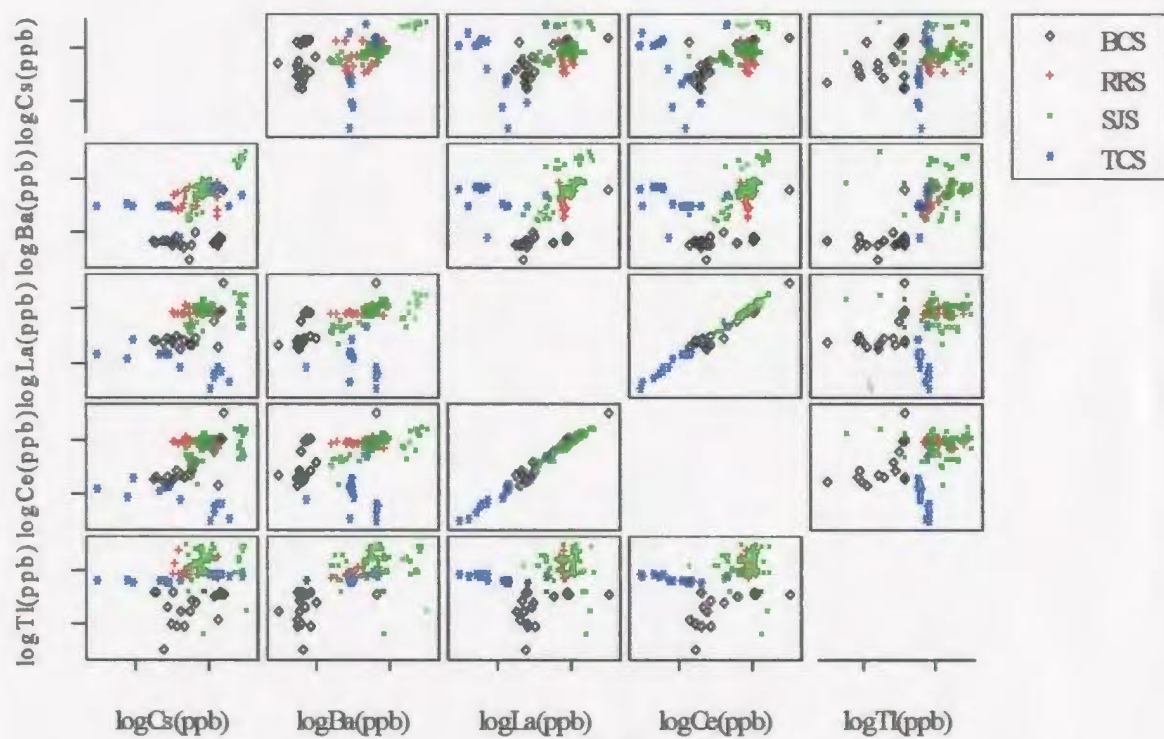 BCS
RRS
SJS
TCS
logCs(ppb)
logBa(ppb)
logLa(ppb)
logCe(ppb)
logTl(ppb)
logCs(ppb) logBa(ppb) logLa(ppb) logCe(ppb) logTl(ppb)